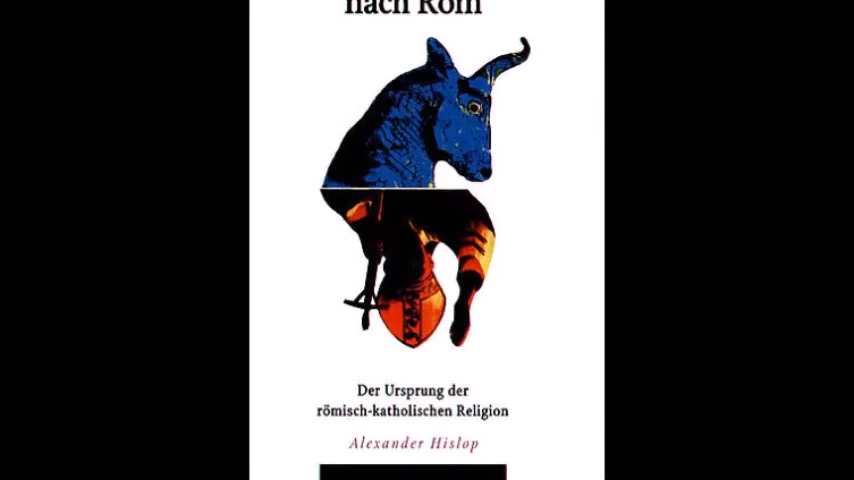 nach Rom
Der Ursprung der
römisch-katholischen Religion
Alexander Hislop